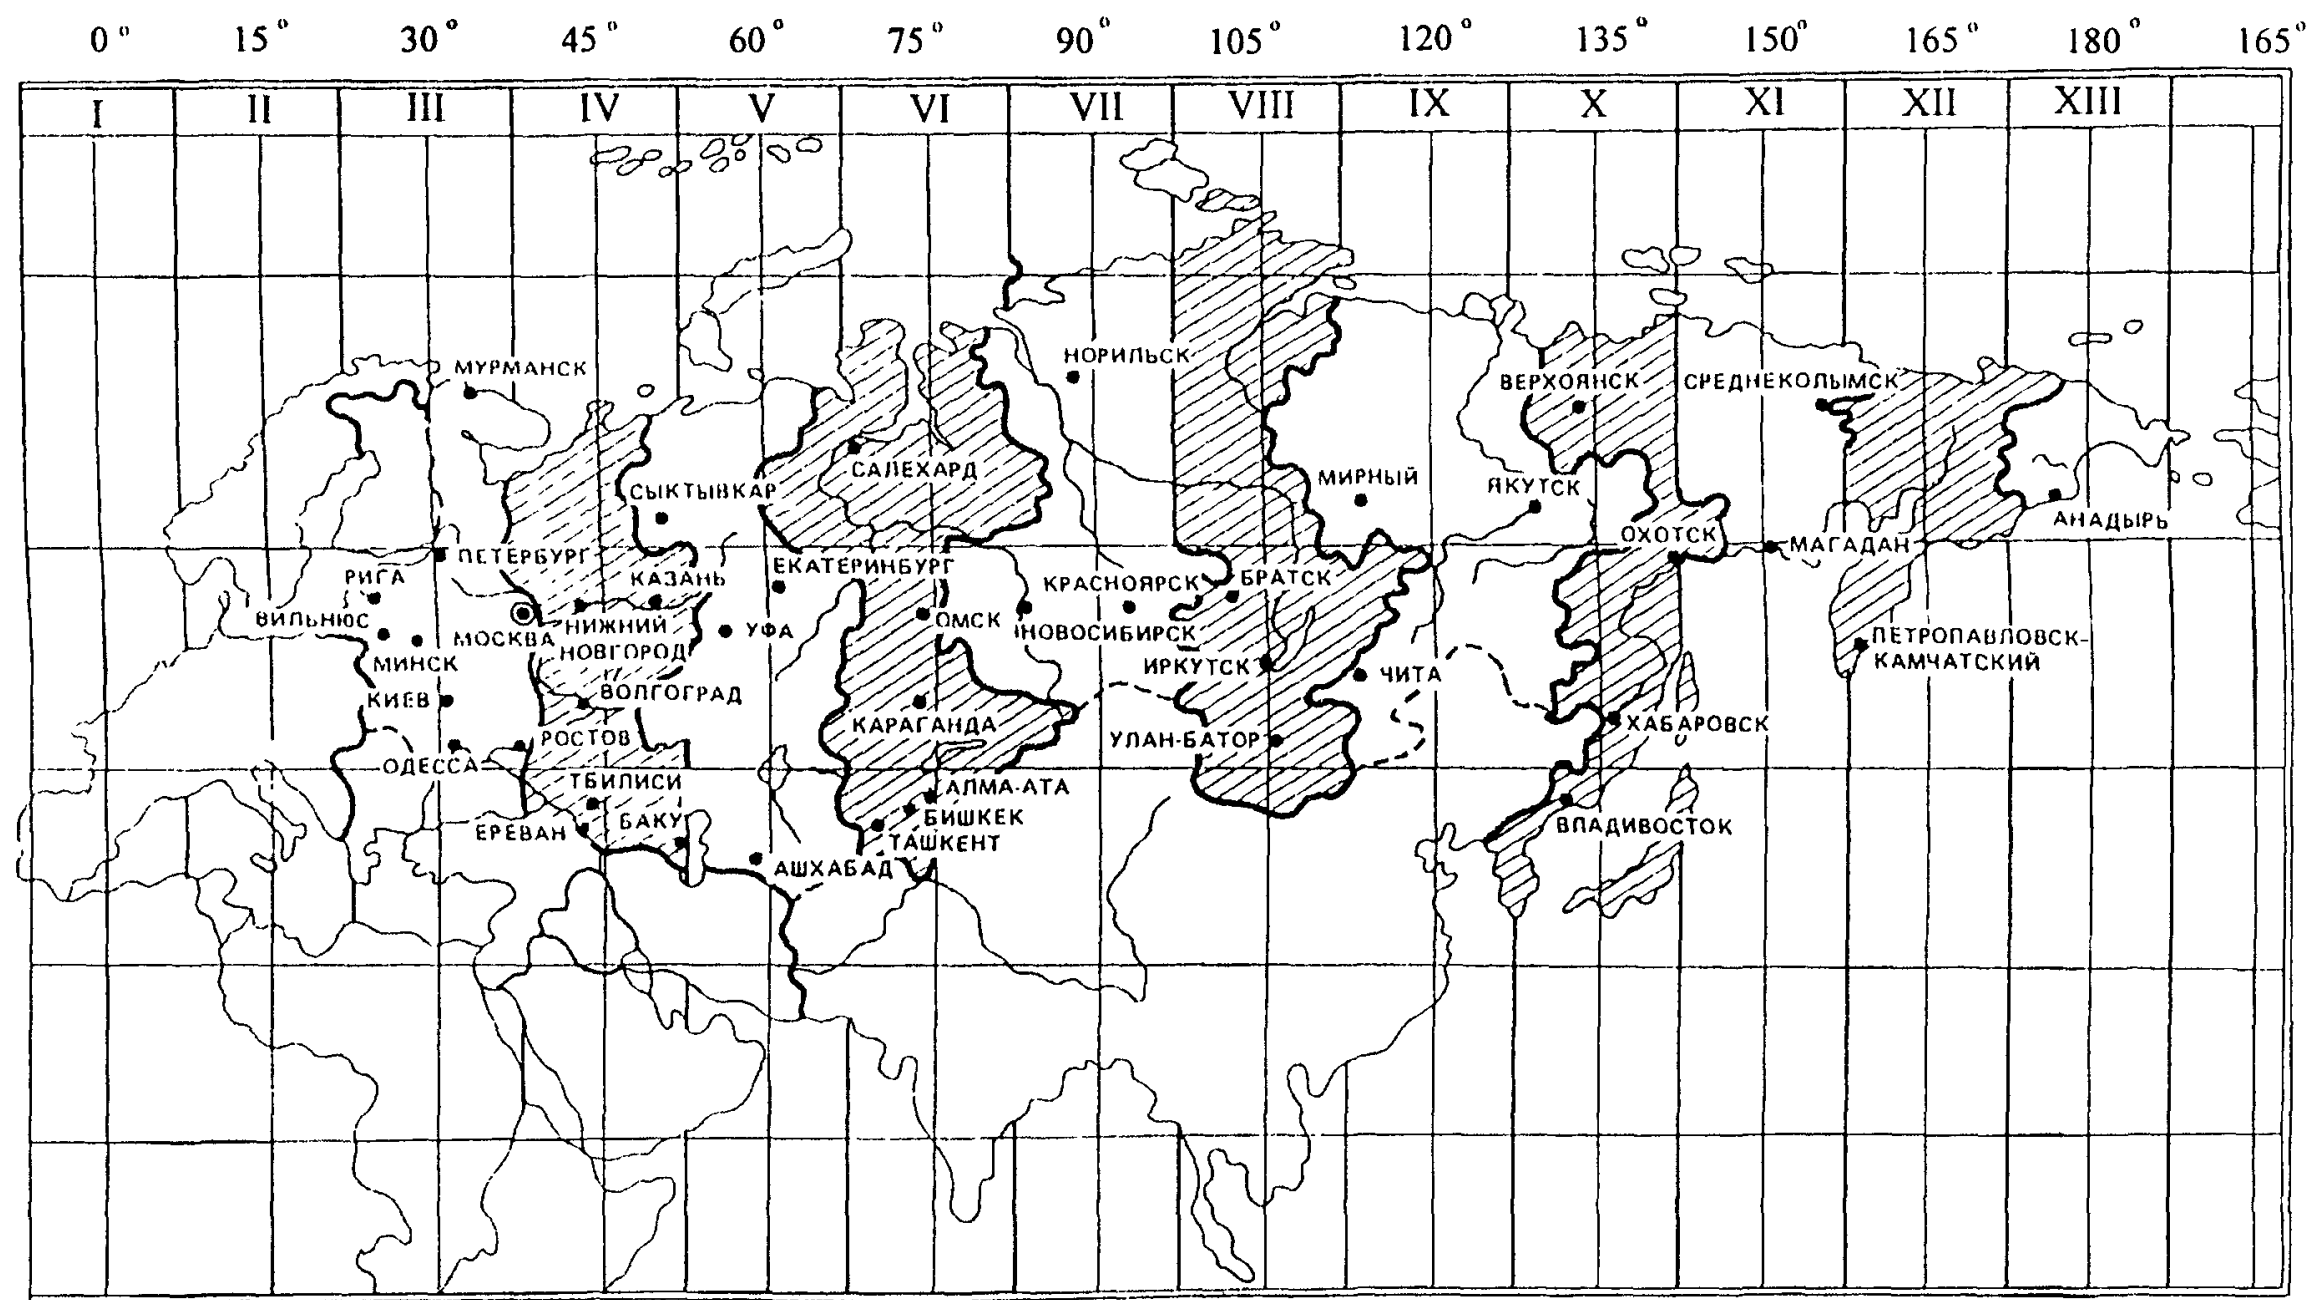 0° 15° 30° 45° 60° 75° 90° 105° 120° 135° 150° 165° 180° 165°
I II III IV V VI VII VIII IX X XI XII XIII
МУРМАНСК
НОРИЛЬСК
ВЕРХОЯНСК
СРЕДНЕКОЛЫМСК
САЛЕХАРД
СЫКТЫВКАР
МИРНЫЙ
ЯКУТСК
АНАДЫРЬ
ОХОТСК
МАГАДАН
ПЕТЕРБУРГ
ЕКАТЕРИНБУРГ
РИГА
КАЗАНЬ
КРАСНОЯРСК
БРАТСК
ВИЛЬНЮС
МОСКВА
НИЖНИЙ
НОВГОРОД
УФА
ОМСК
НОВОСИБИРСК
ПЕТРОПАВЛОВСК-
КАМЧАТСКИЙ
МИНСК
ИРКУТСК
ЧИТА
КИЕВ
ВОЛГОГРАД
КАРАГАНДА
ХАБАРОВСК
РОСТОВ
УЛАН-БАТОР
ОДЕССА
ТБИЛИСИ
АЛМА-АТА
ЕРЕВАН
БАКУ
БИШКЕК
ВЛАДИВОСТОК
ТАШКЕНТ
АШХАБАД